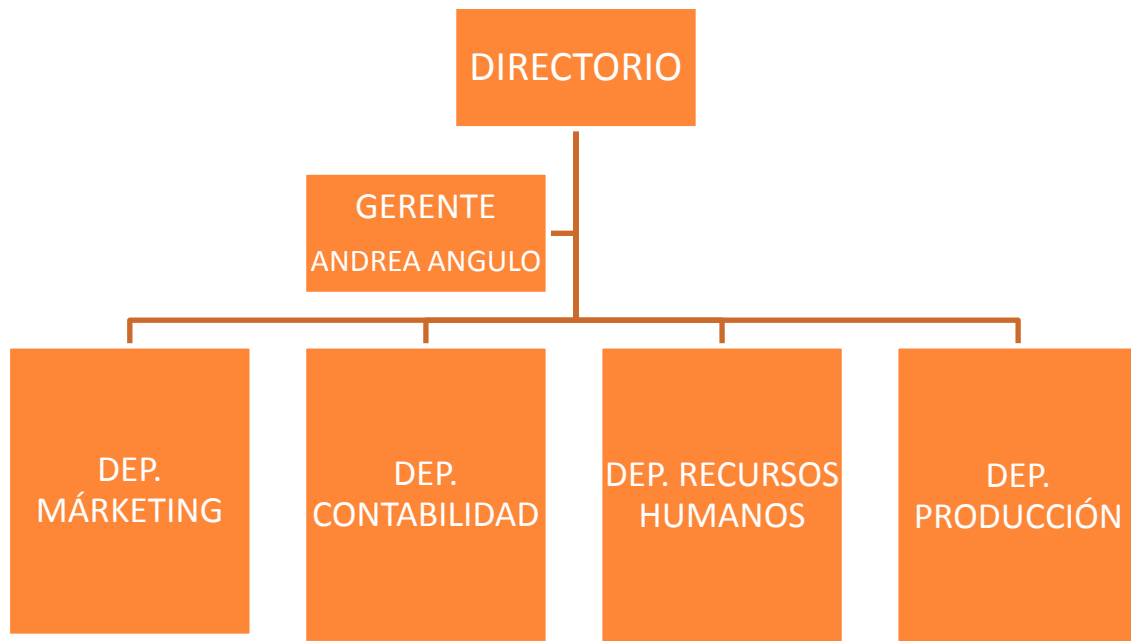 DIRECTORIO
GERENTE
ANDREA ANGULO
DEP.
MÁRKETING
DEP.
CONTABILIDAD
DEP. RECURSOS
HUMANOS
DEP.
PRODUCCIÓN